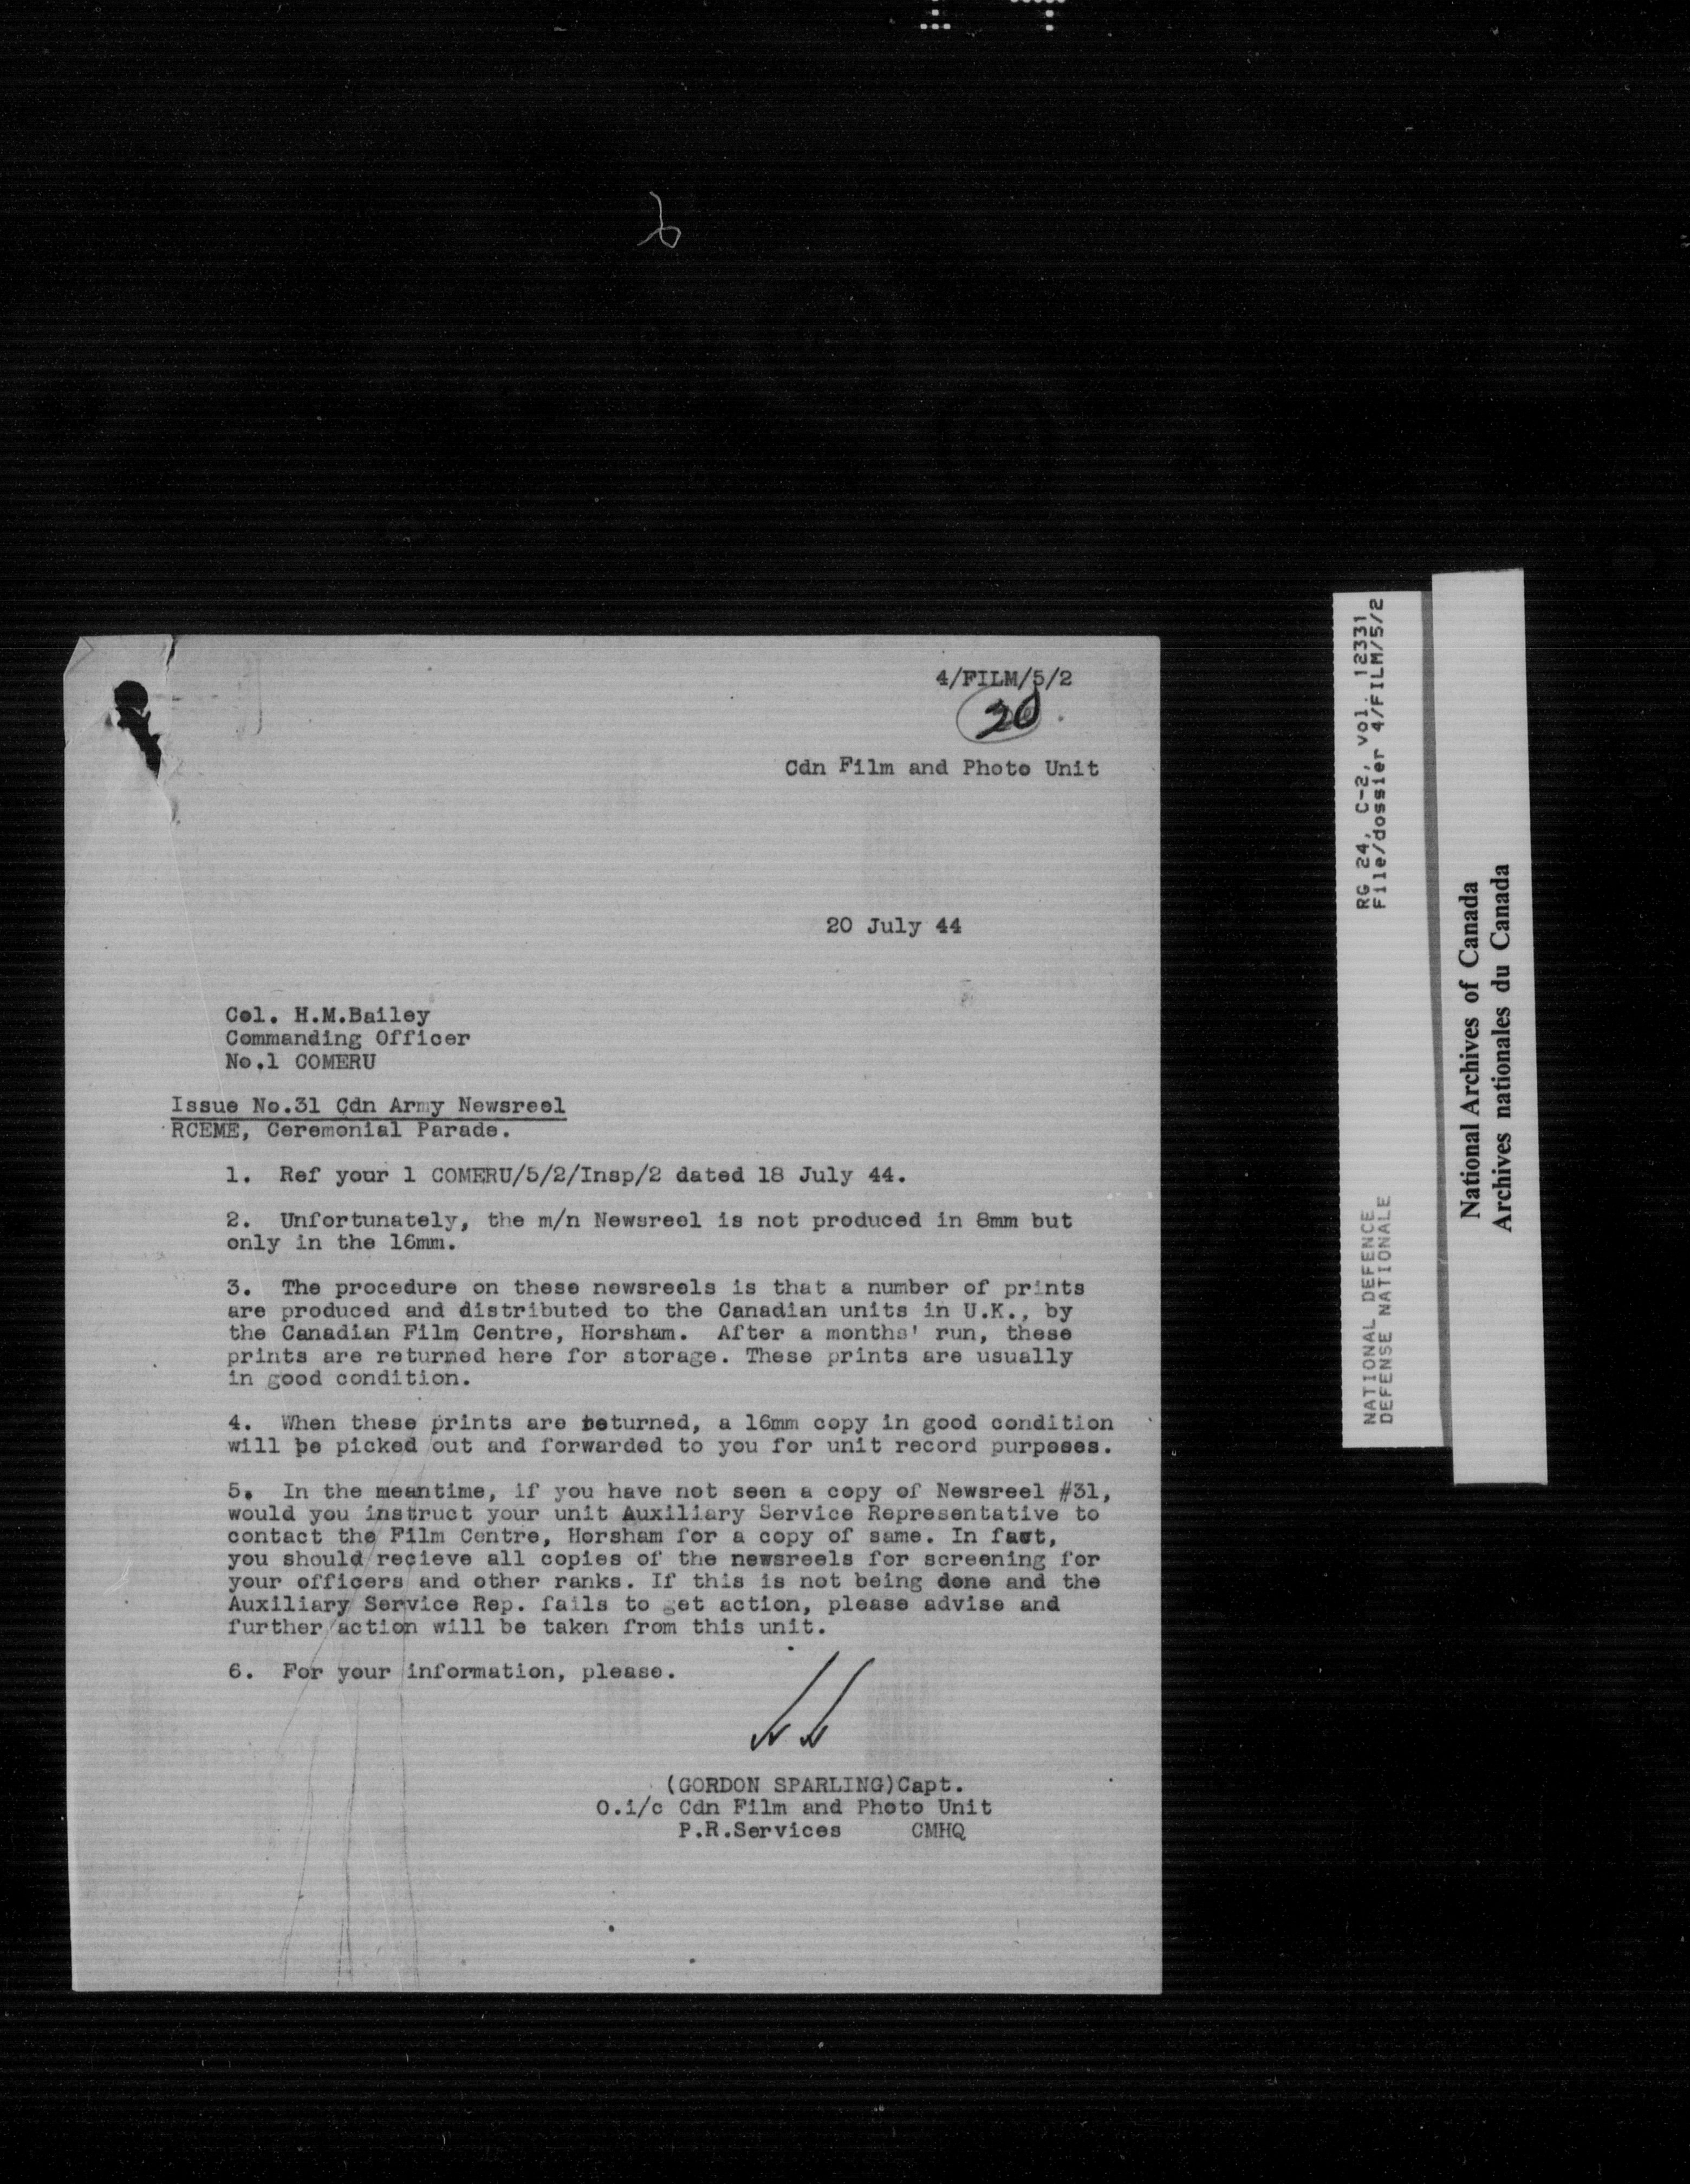 4/FILM/5/2
20
Cdn Film and Photo Unit
20 July 44
Col. H.M.Bailey
Commanding Officer
No.1 COMERU
Issue No.31 Cdn Army Newsreel
RCEME, Ceremonial Parade.
1. Ref your 1 COMERU/5/2/Insp/2 dated 18 July 44.
2. Unfortunately, the m/n Newsreel is not produced in 8mm but
only in the 16mm.
3. The procedure on these newsreels is that a number of prints
are produced and distributed to the Canadian units in U.K., by
the Canadian Film Centre, Horsham. After a months' run, these
prints are returned here for storage. These prints are usually
in good condition.
4. When these prints are returned, a 16mm copy in good condition
will be picked out and forwarded to you for unit record purposes.
5. In the meantime, if you have not seen a copy of Newsreel #31,
would you instruct your unit Auxiliary Service Representative to
contact the Film Centre, Horsham for a copy of same. In fact,
you should recieve all copies of the newsreels for screening for
your officers and other ranks. If this is not being done and the
Auxiliary Service Rep. fails to get action, please advise and
further action will be taken from this unit.
6. For your information, please.
(GORDON SPARLING)Capt.
O.i/c Cdn Film and Photo Unit
P.R.Services CMHQ
RG 24, C-2, vol. 12331
File/dossier 4/FILM/5/2
NATIONAL DEFENCE
DEFENSE NATIONALE
National Archives of Canada
Archives nationales du Canada